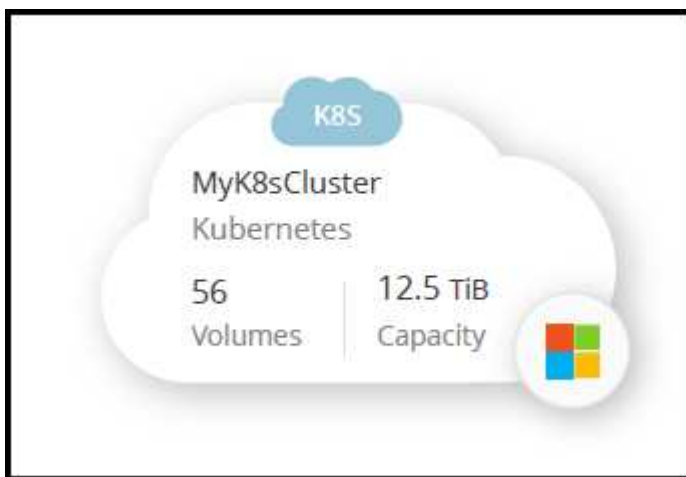 K8S
MyK8sCluster
Kubernetes
56
Volumes
12.5 TiB
Capacity